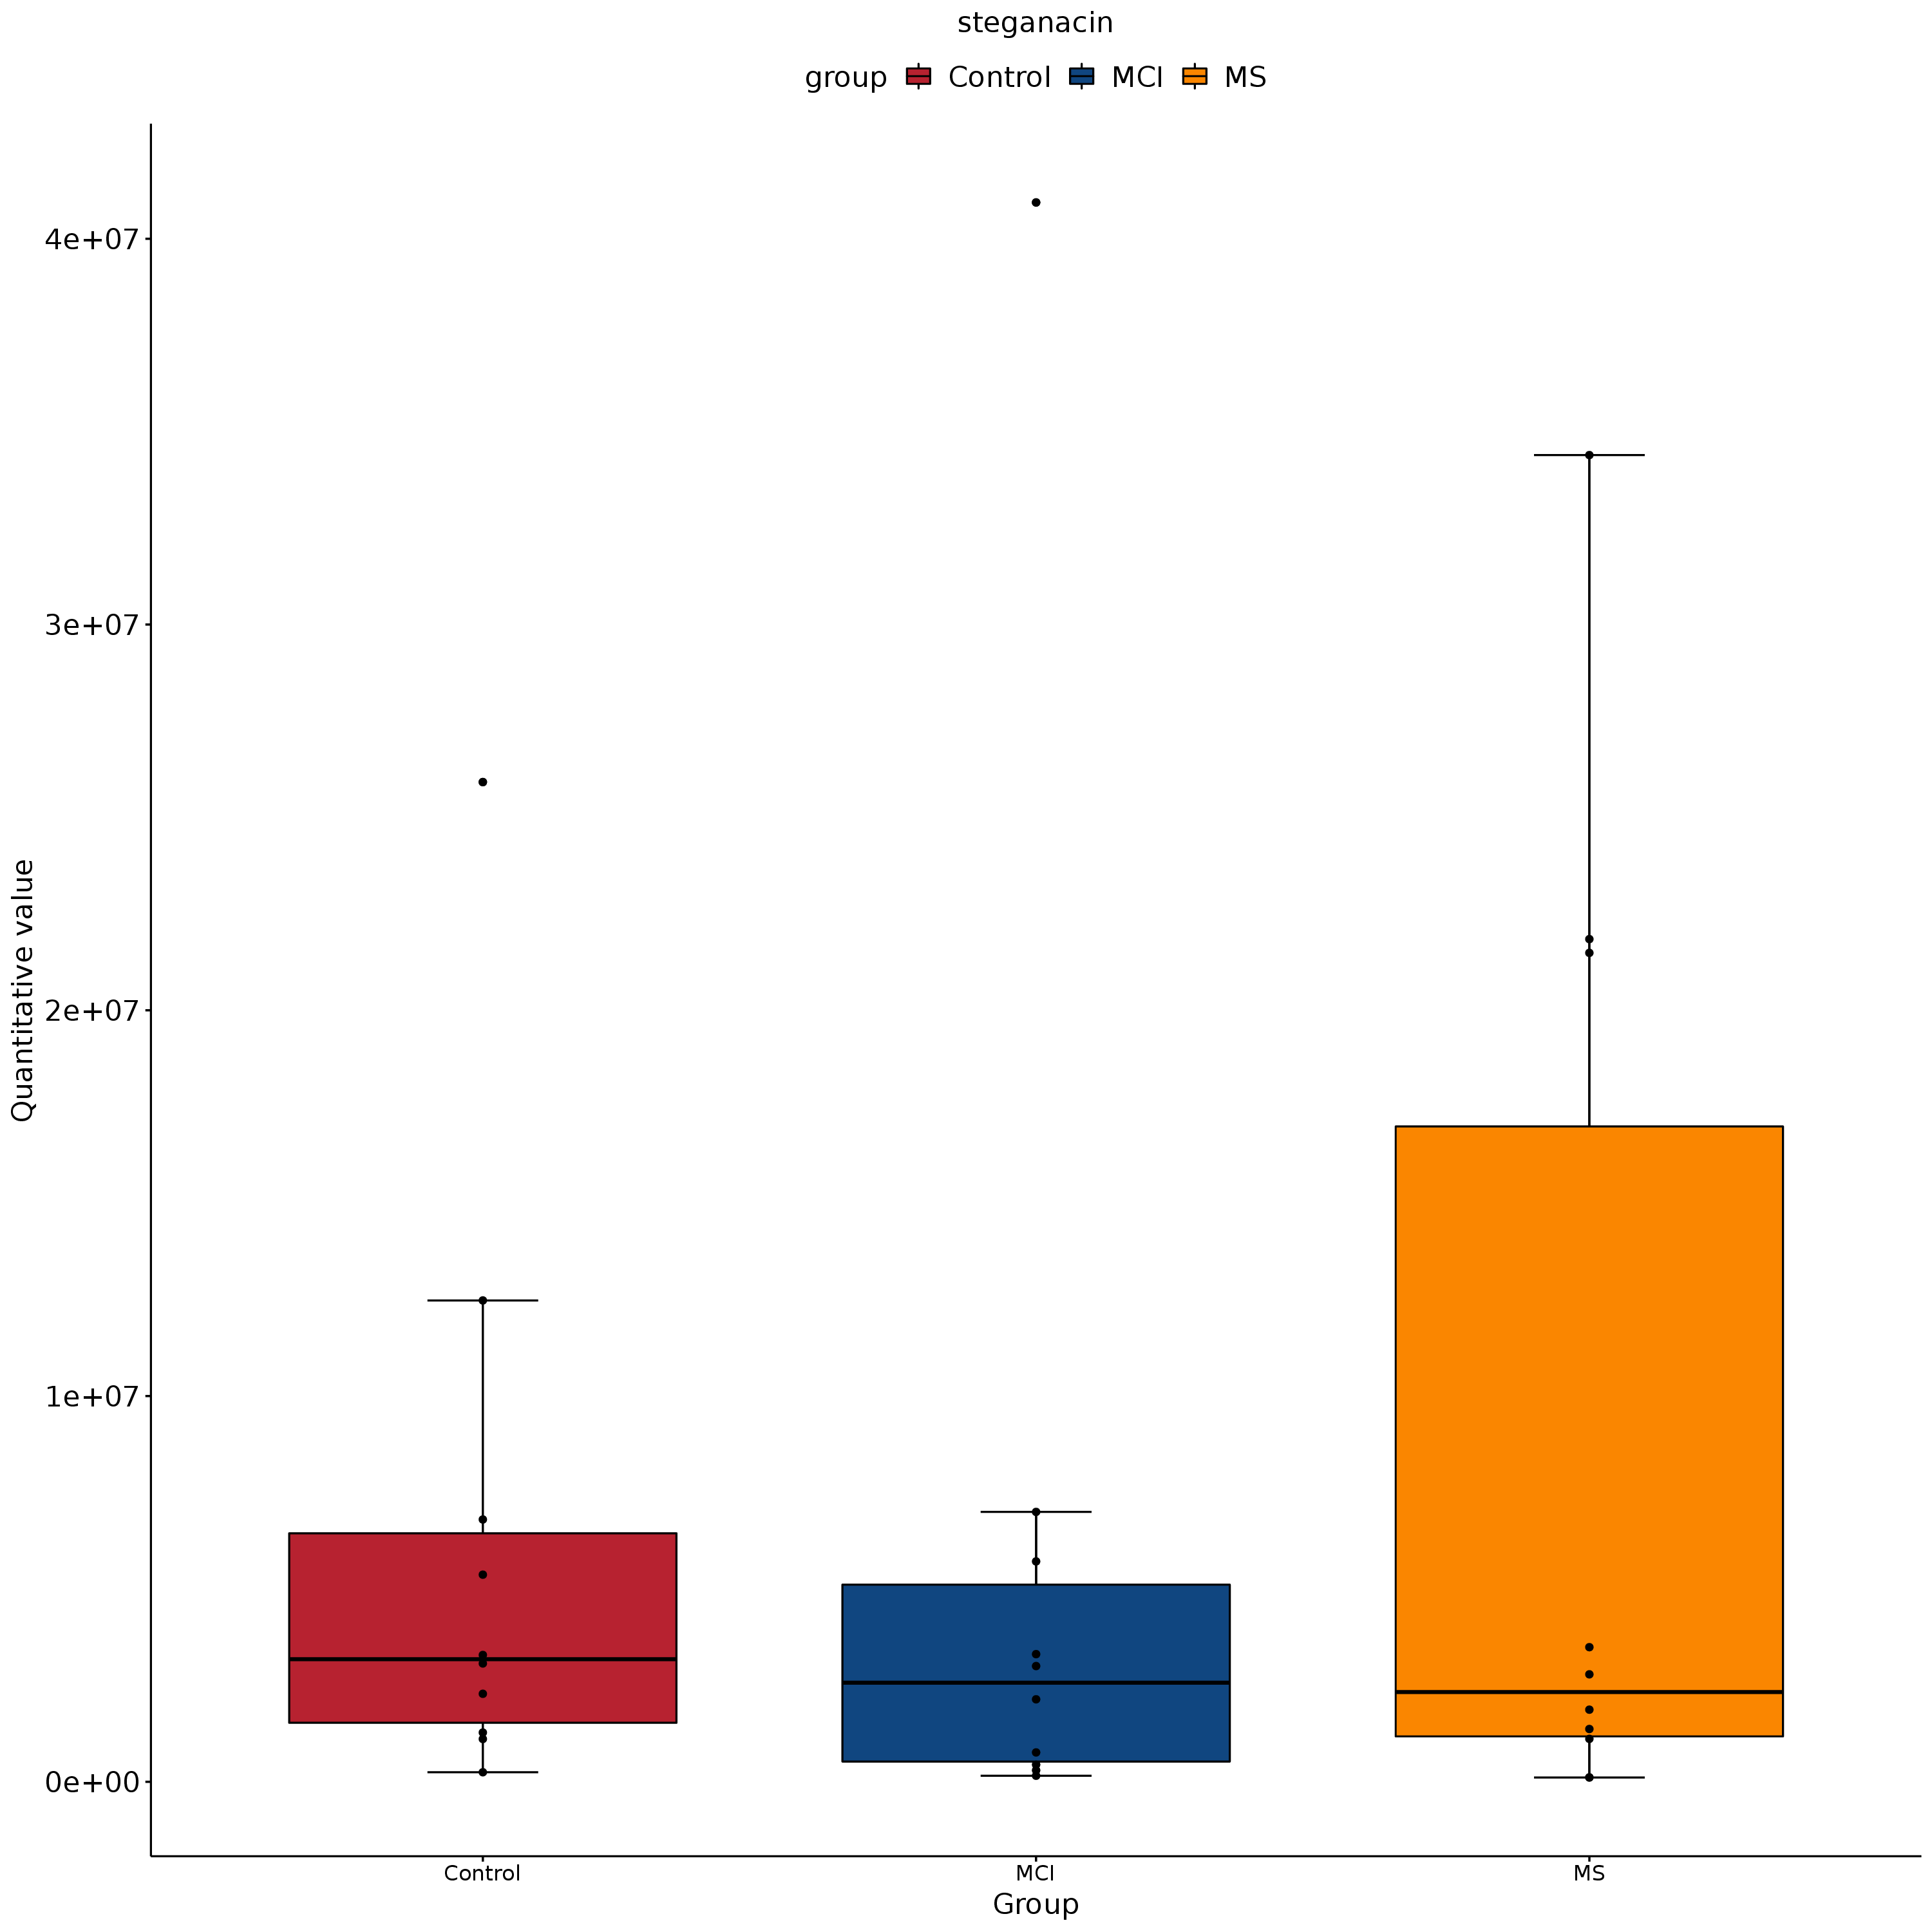 steganacin
group Control MCI MS
4e+07
3e+07
2e+07
1e+07
0e+00
Quantitative value
Control MCI MS
Group